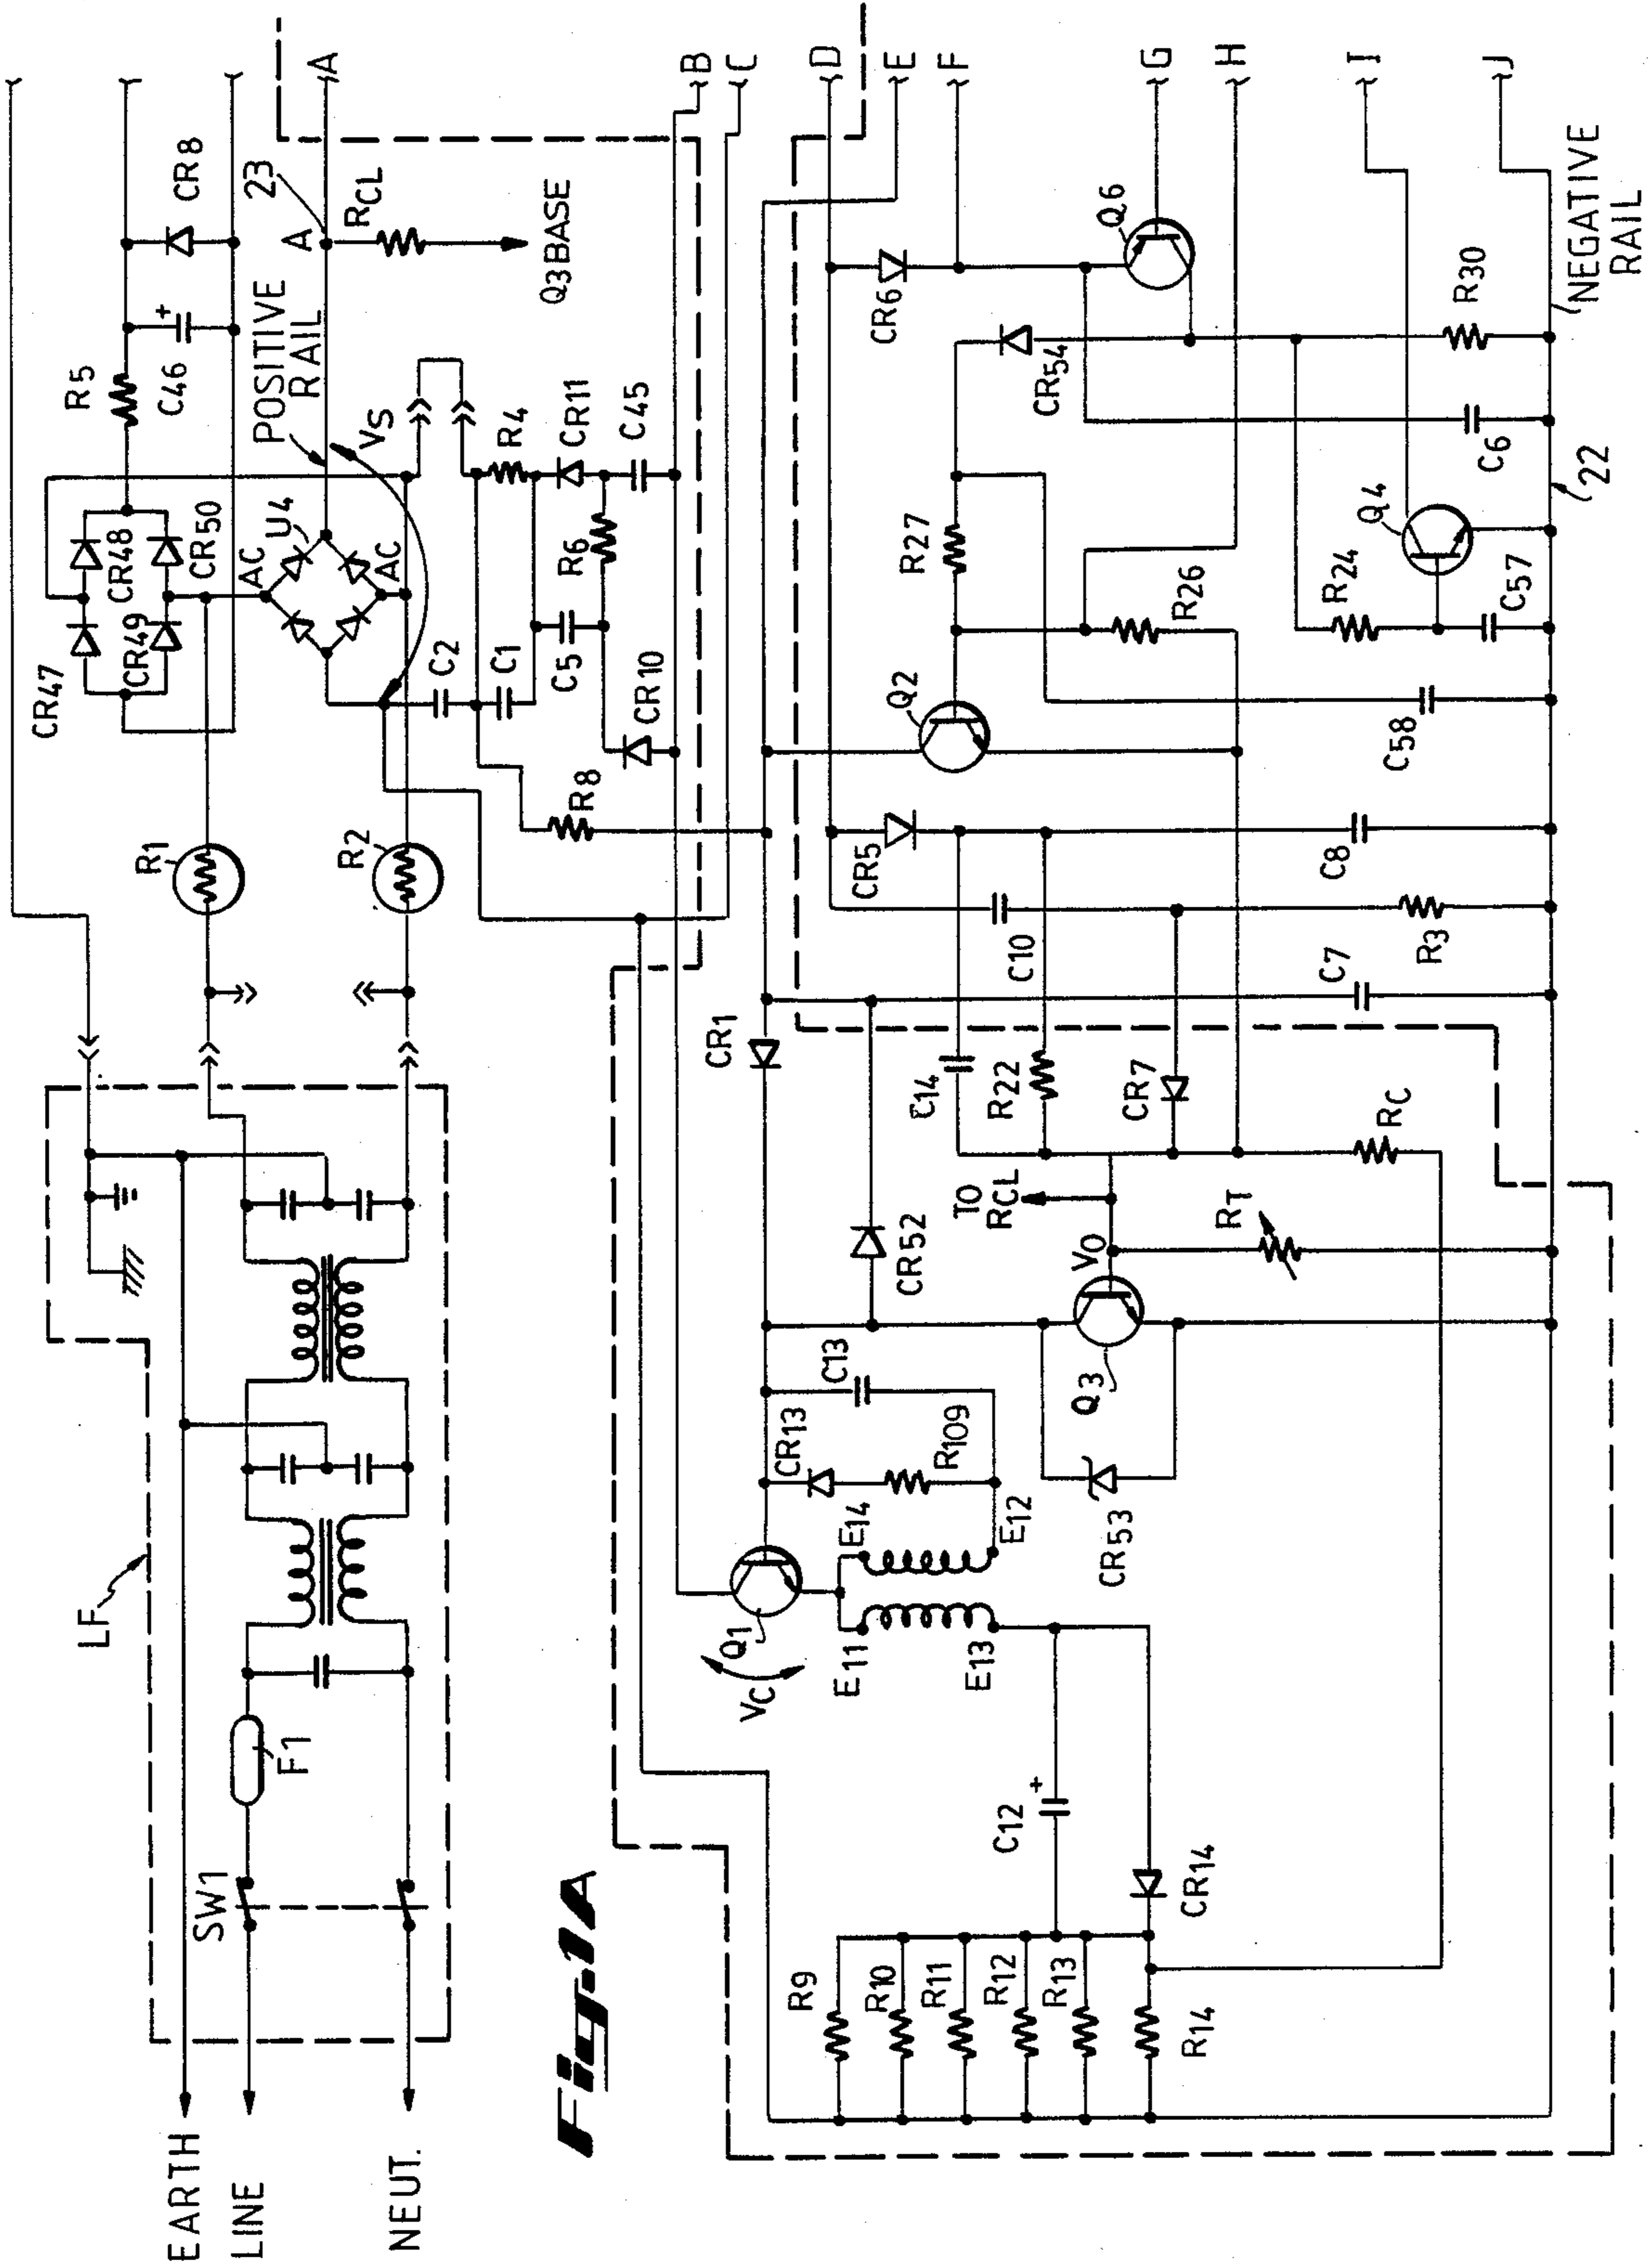 EARTH
LINE
NEUT.
SW1
F1
LF
R1
R2
CR47
CR48
CR49
CR50
AC
U4
AC
R5
C46
+
CR8
POSITIVE
RAIL
VS
A
23
RCL
Q3 BASE
A
B
C
D
E
F
G
H
I
J
C2
C1
C5
R6
R4
CR11
C45
CR10
R8
Fig.1A
R9
R10
R11
R12
R13
R14
C12
+
CR14
VC
Q1
E11
E13
E14
E12
CR13
R109
C13
CR53
Q3
VO
CR52
TO
RCL
RT
RC
CR1
C14
R22
CR7
C10
C7
R3
CR5
C8
Q2
R27
R26
C58
CR6
CR54
Q6
R24
Q4
C57
C6
R30
22
NEGATIVE
RAIL